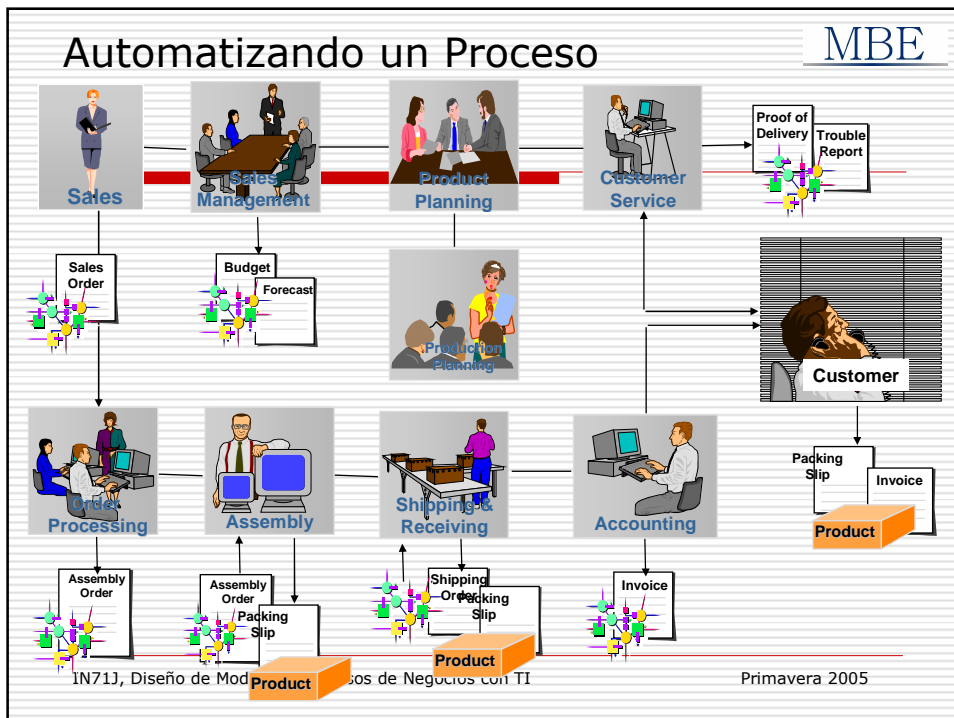 Automatizando un Proceso
MBE
Sales
Sales
Management
Product
Planning
Customer
Service
Proof of
Delivery
Trouble
Report
Sales
Order
Budget
Forecast
Production
Planning
Customer
Order
Processing
Assembly
Shipping &
Receiving
Accounting
Packing
Slip
Invoice
Product
Assembly
Order
Assembly
Order
Packing
Slip
Product
Shipping
Order
Packing
Slip
Product
Invoice
IN71J, Diseño de Mod sos de Negocios con TI
Primavera 2005